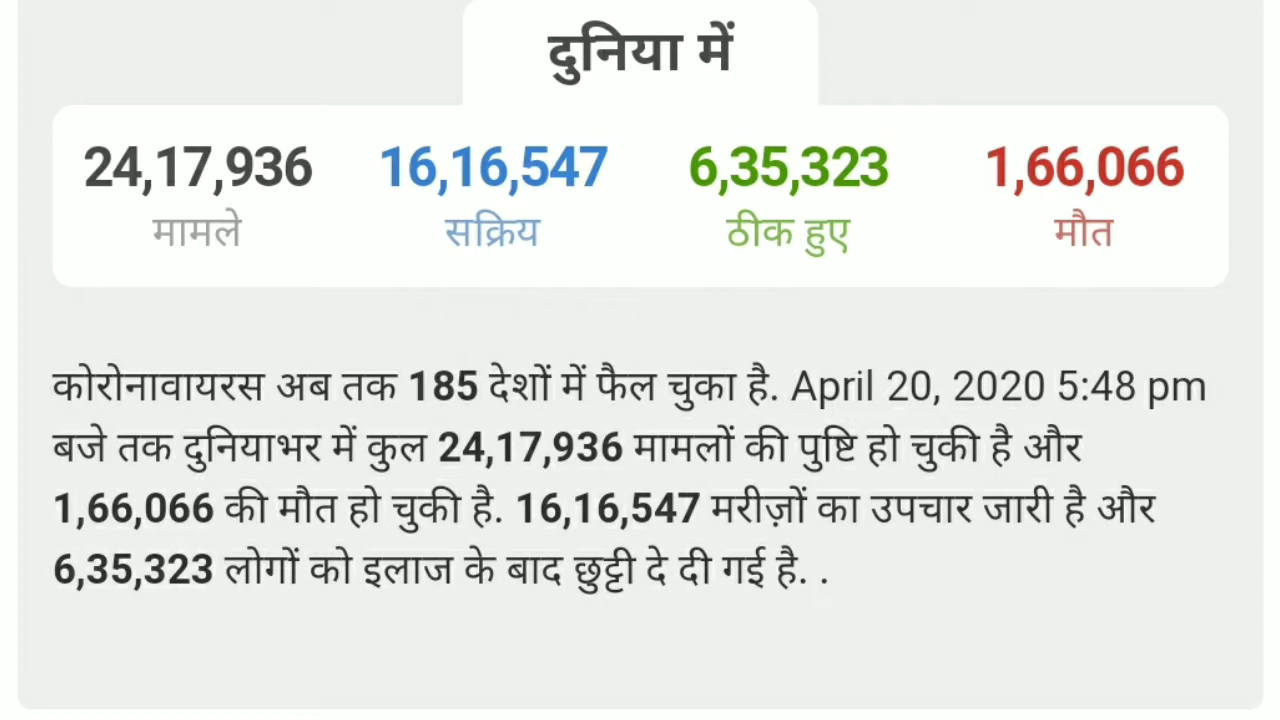 दुनिया में
24,17,936 16,16,547 6,35,323 1,66,066
मामले सक्रिय ठीक हुए मौत
कोरोनावायरस अब तक 185 देशों में फैल चुका है. April 20, 2020 5:48 pm
बजे तक दुनियाभर में कुल 24,17,936 मामलों की पुष्टि हो चुकी है और
1,66,066 की मौत हो चुकी है. 16,16,547 मरीज़ों का उपचार जारी है और
6,35,323 लोगों को इलाज के बाद छुट्टी दे दी गई है. .